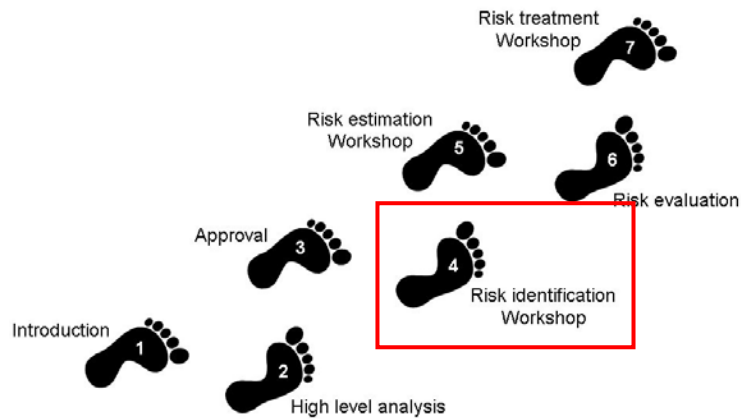 Risk treatment
Workshop
7
Risk estimation
Workshop
5
6
Risk evaluation
Approval
3
4
Risk identification
Workshop
Introduction
1
2
High level analysis